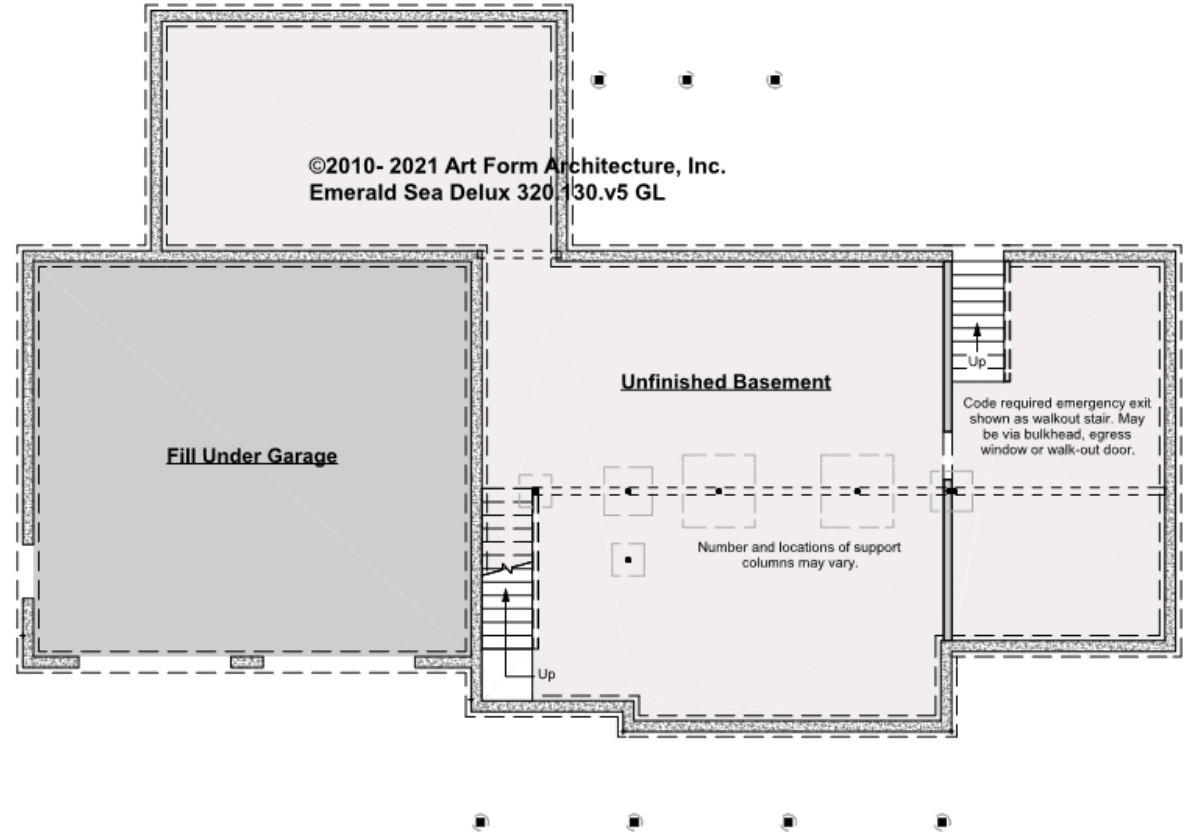 ©2010- 2021 Art Form Architecture, Inc.
Emerald Sea Delux 320.130.v5 GL
Unfinished Basement
Up
Code required emergency exit
shown as walkout stair. May
be via bulkhead, egress
window or walk-out door.
Fill Under Garage
Number and locations of support
columns may vary.
Up